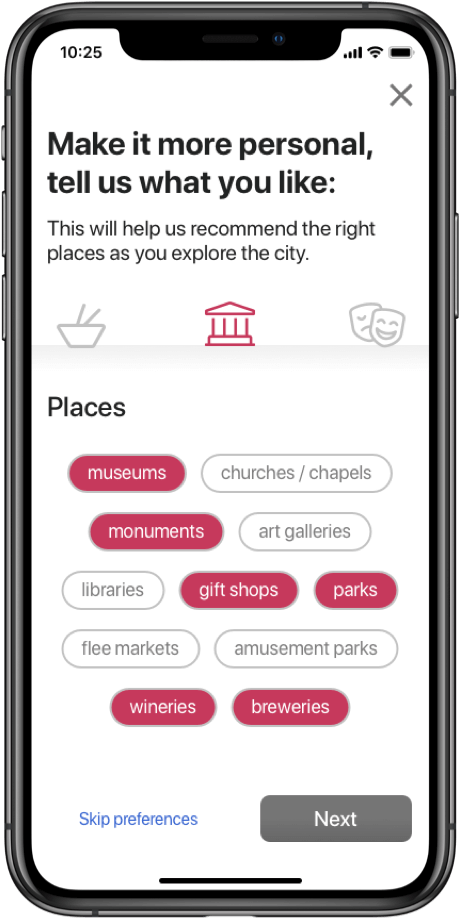 10:25
Make it more personal,
tell us what you like:
This will help us recommend the right
places as you explore the city.
Places
museums churches / chapels
monuments art galleries
libraries gift shops parks
flee markets amusement parks
wineries breweries
Skip preferences Next